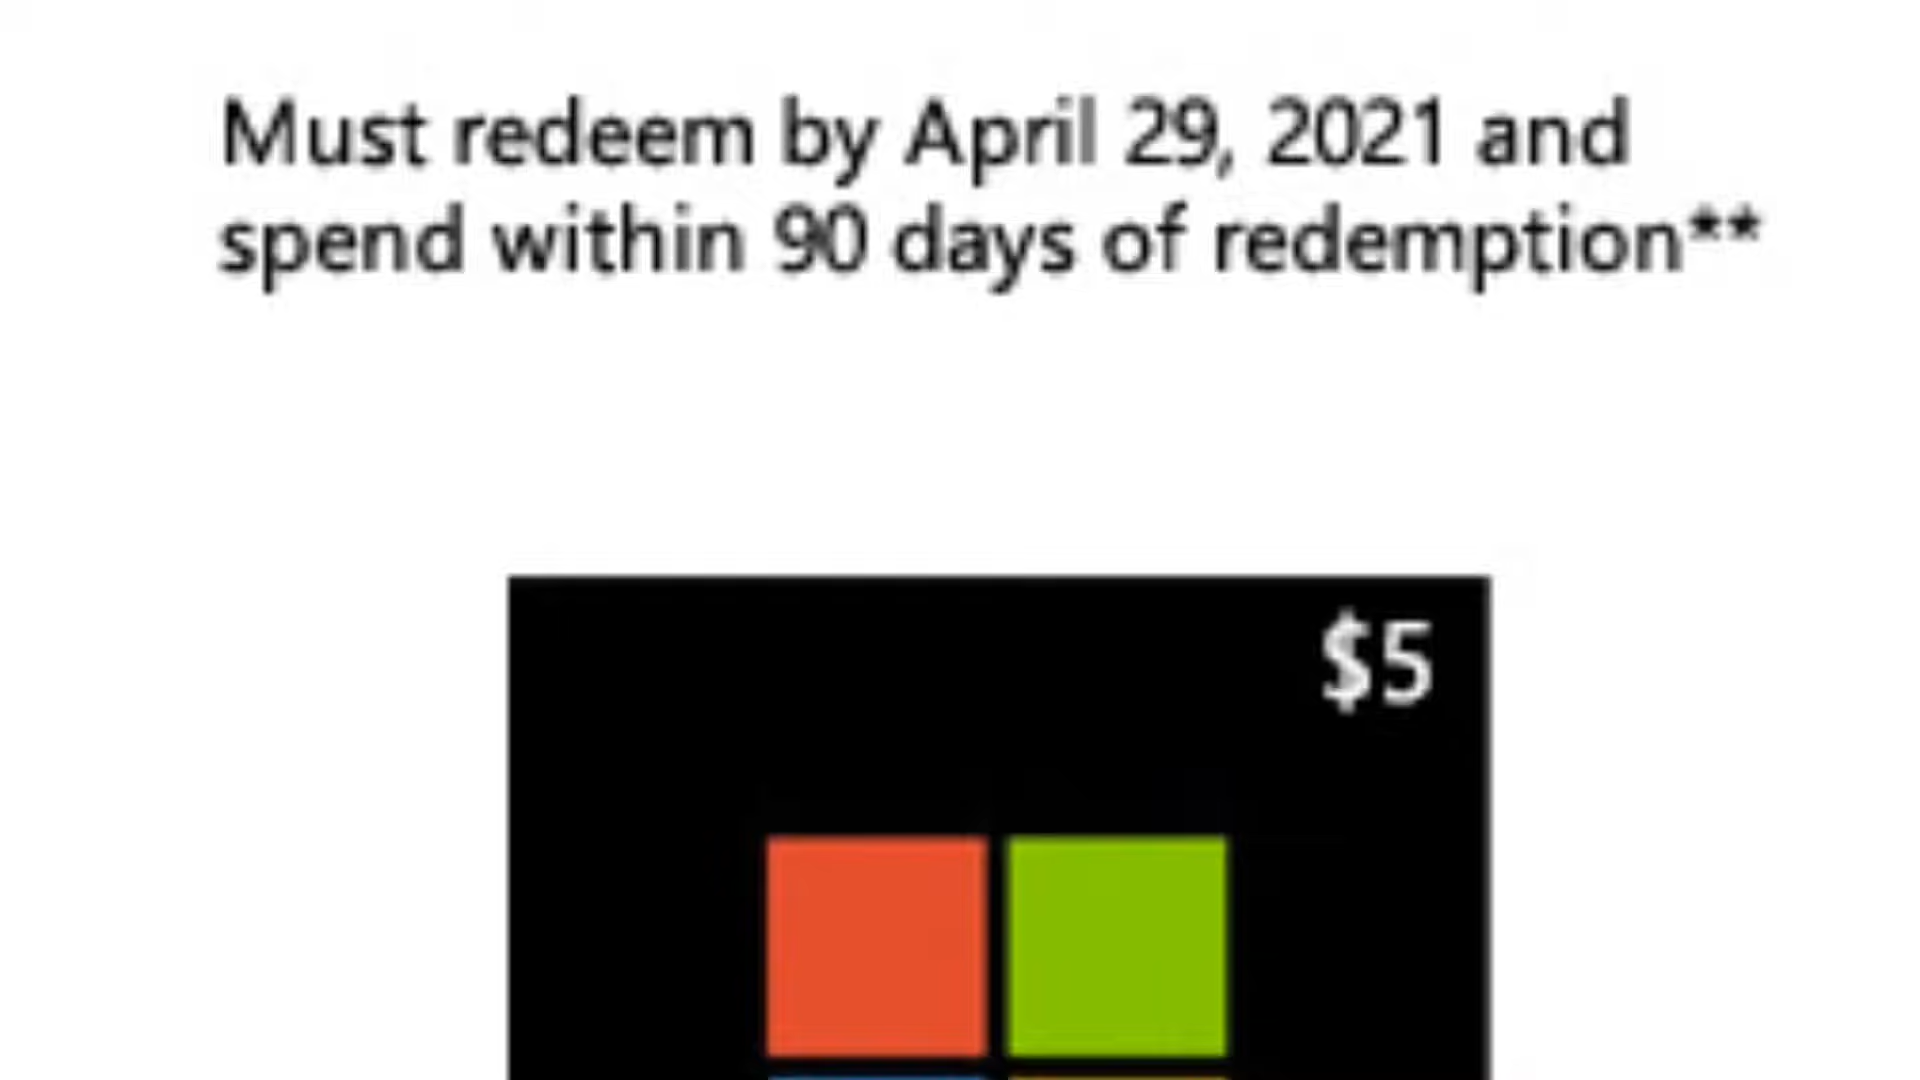 Must redeem by April 29, 2021 and
spend within 90 days of redemption**
$5